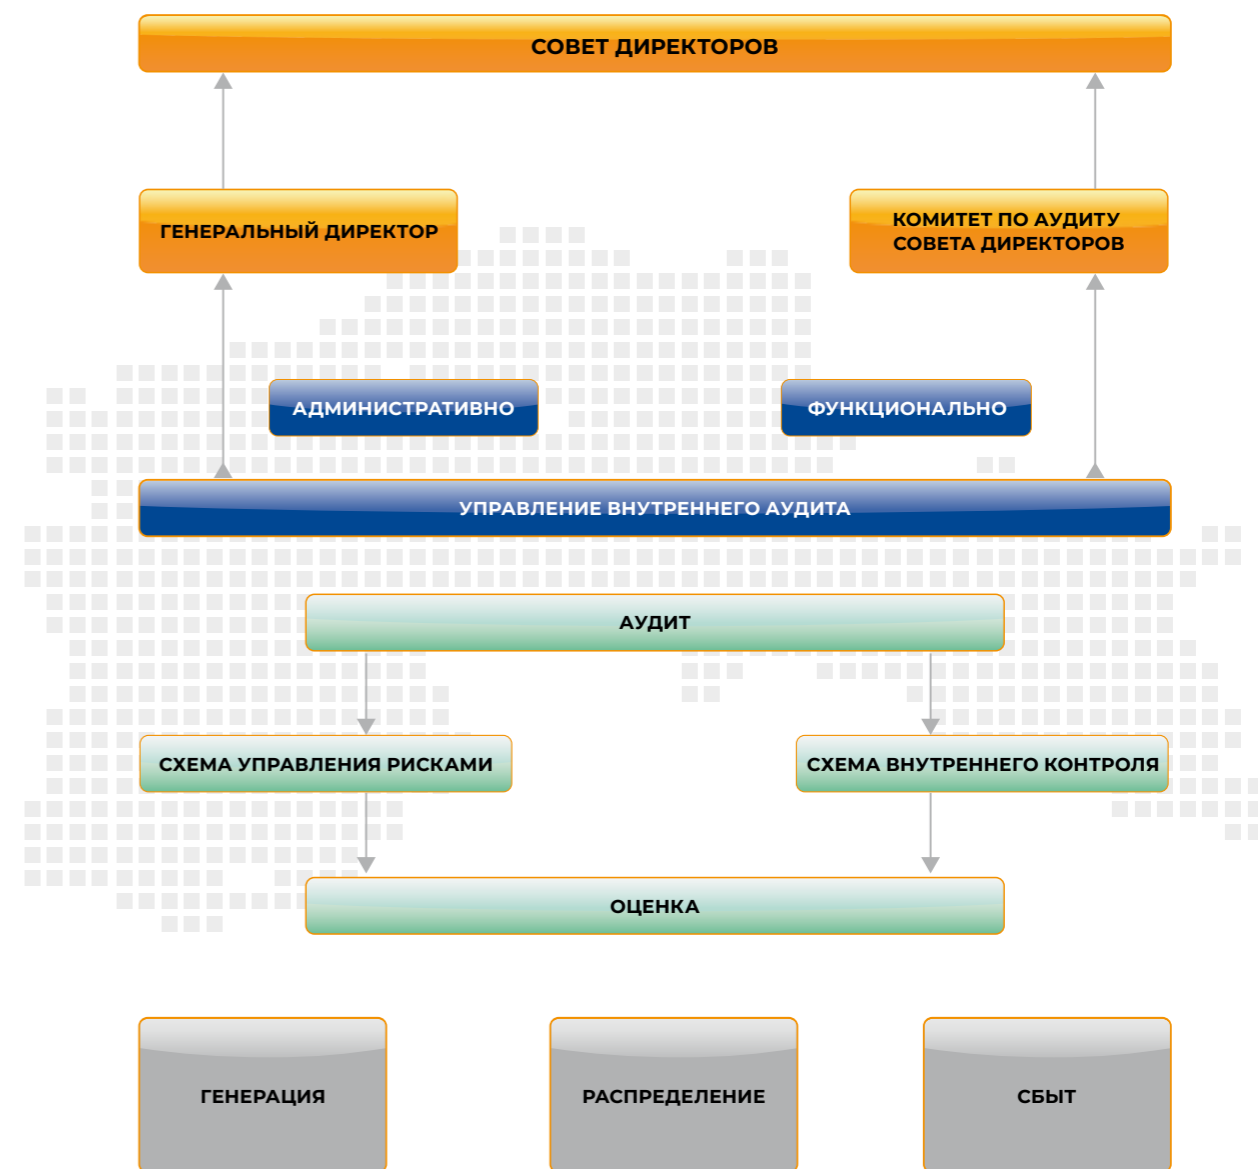 СОВЕТ ДИРЕКТОРОВ
ГЕНЕРАЛЬНЫЙ ДИРЕКТОР
КОМИТЕТ ПО АУДИТУ
СОВЕТА ДИРЕКТОРОВ
АДМИНИСТРАТИВНО
ФУНКЦИОНАЛЬНО
УПРАВЛЕНИЕ ВНУТРЕННЕГО АУДИТА
АУДИТ
СХЕМА УПРАВЛЕНИЯ РИСКАМИ
СХЕМА ВНУТРЕННЕГО КОНТРОЛЯ
ОЦЕНКА
ГЕНЕРАЦИЯ
РАСПРЕДЕЛЕНИЕ
СБЫТ